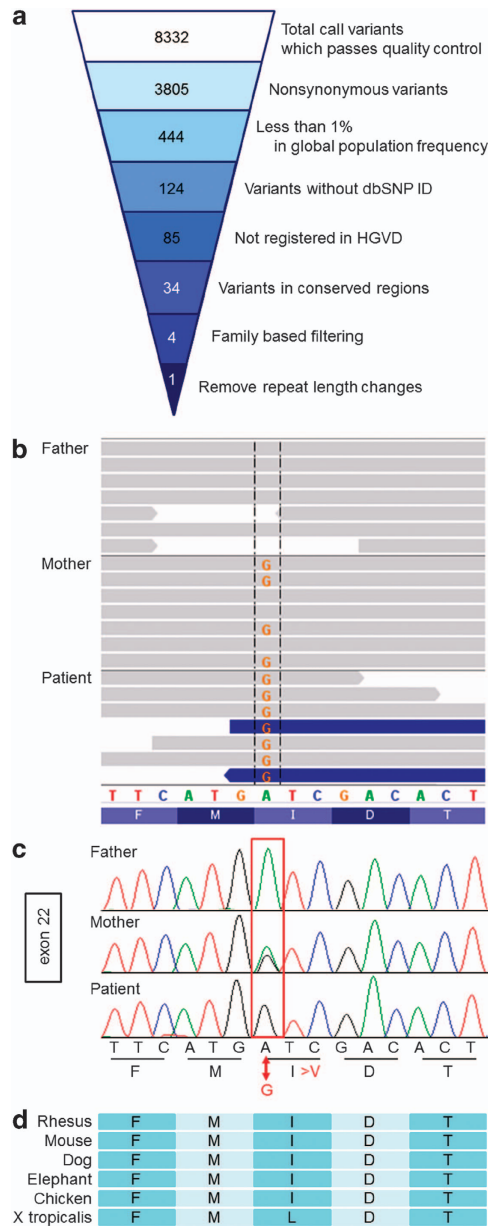 a
8332
Total call variants
which passes quality control
3805
Nonsynonymous variants
444
Less than 1%
in global population frequency
124
Variants without dbSNP ID
85
Not registered in HGVD
34
Variants in conserved regions
4
Family based filtering
1
Remove repeat length changes
b
Father
Mother
G
G
G
G
Patient
G
G
G
G
G
G
G
T T C A T G A T C G A C A C T
F M I D T
c
exon 22
Father
Mother
Patient
T T C A T G A T C G A C A C T
F M I >V D T
G
d
Rhesus F M I D T
Mouse F M I D T
Dog F M I D T
Elephant F M I D T
Chicken F M I D T
X tropicalis F M L D T